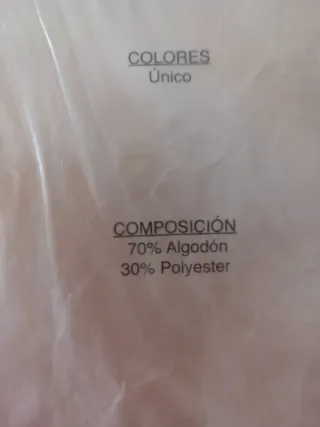 COLORES
Único
COMPOSICIÓN
70% Algodón
30% Polyester